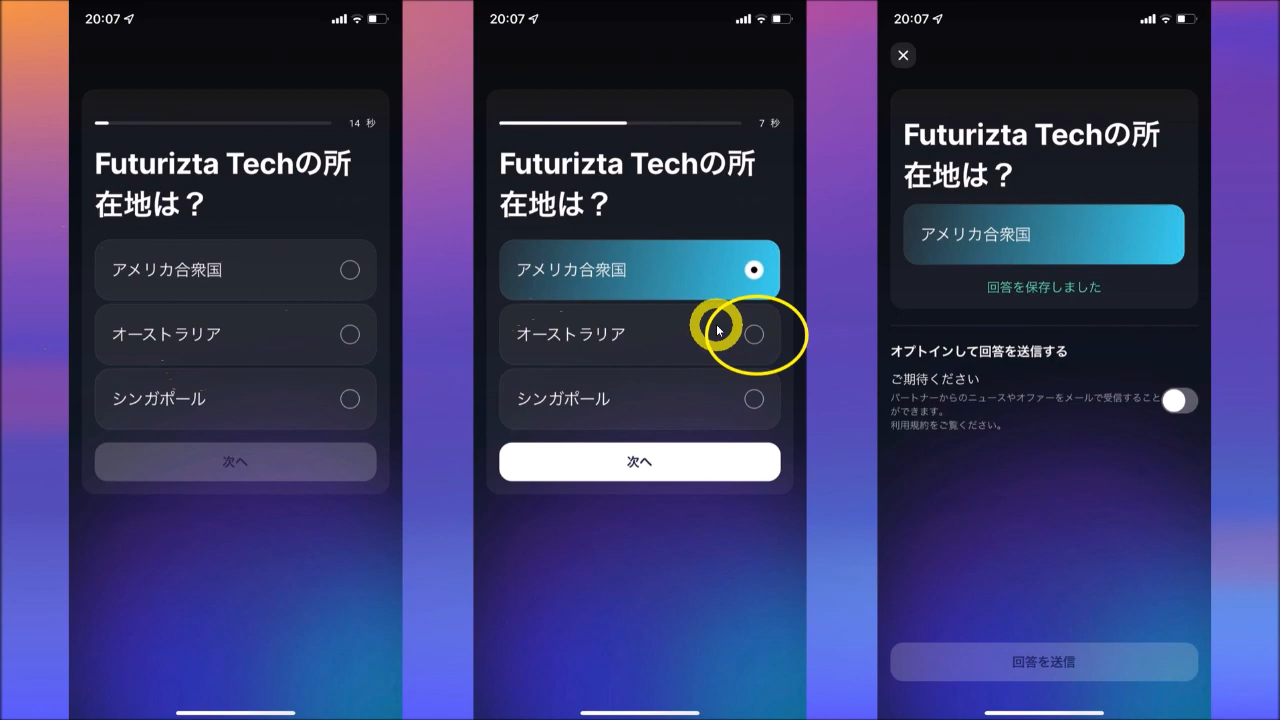 20:07
14 秒
Futurizta Techの所
在地は？
アメリカ合衆国
オーストラリア
シンガポール
次へ
20:07
7 秒
Futurizta Techの所
在地は？
アメリカ合衆国
オーストラリア
シンガポール
次へ
20:07
Futurizta Techの所
在地は？
アメリカ合衆国
回答を保存しました
オプトインして回答を送信する
ご期待ください
パートナーからのニュースやオファーをメールで受信すること
ができます。
利用規約をご覧ください。
回答を送信